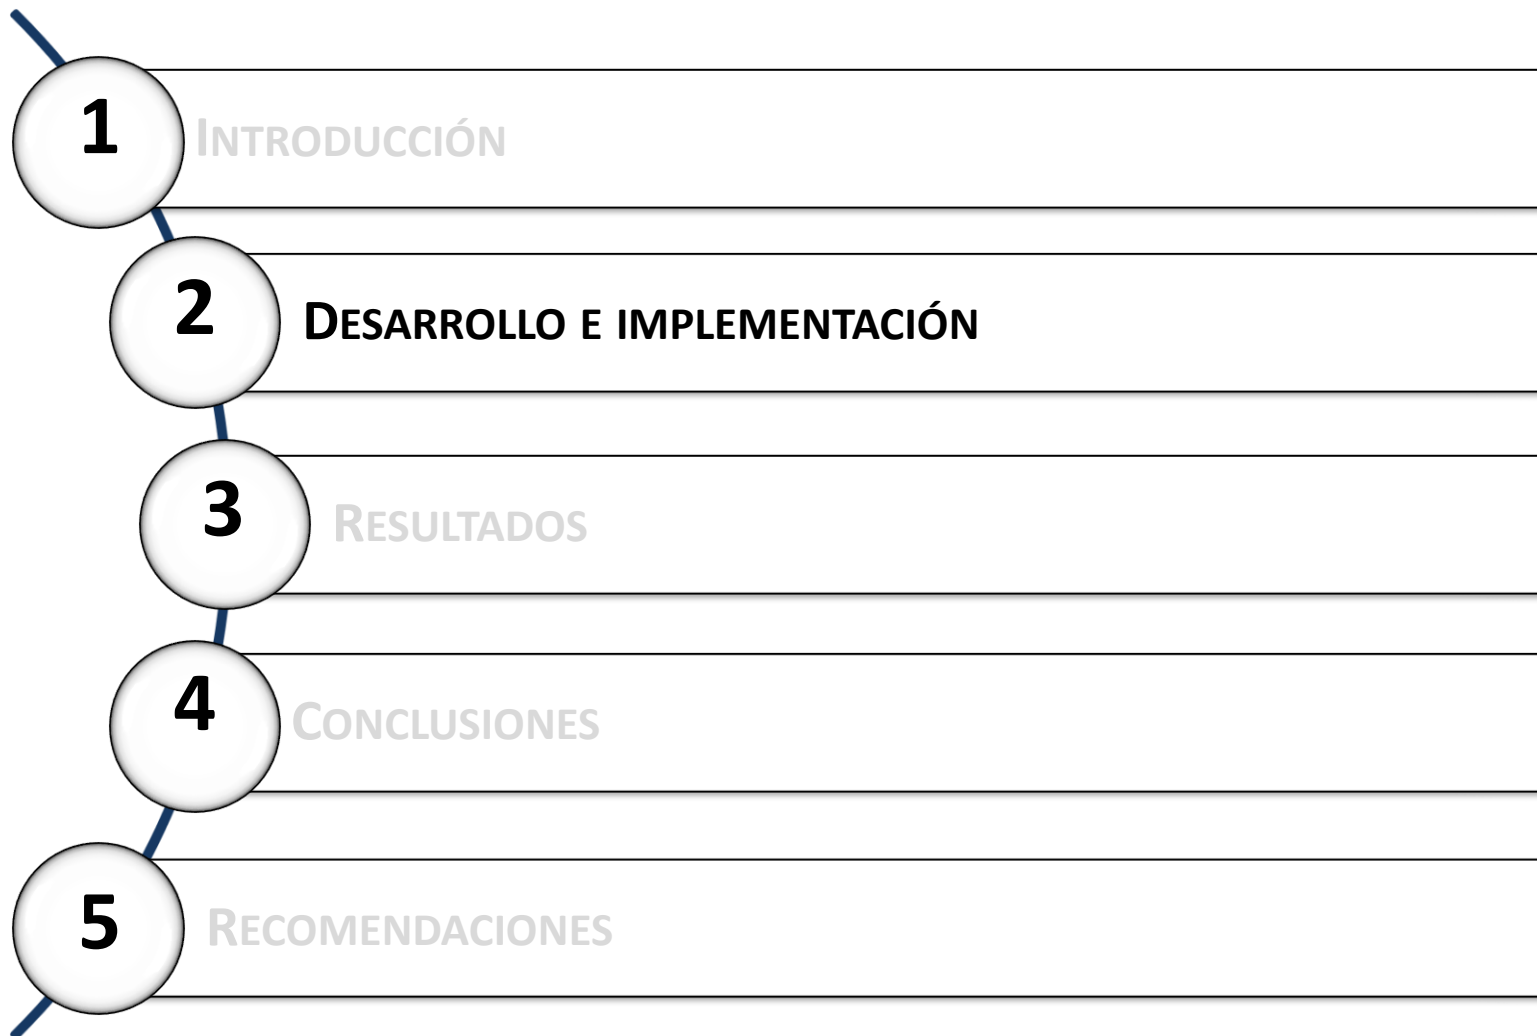 1 INTRODUCCIÓN
2 DESARROLLO E IMPLEMENTACIÓN
3 RESULTADOS
4 CONCLUSIONES
5 RECOMENDACIONES